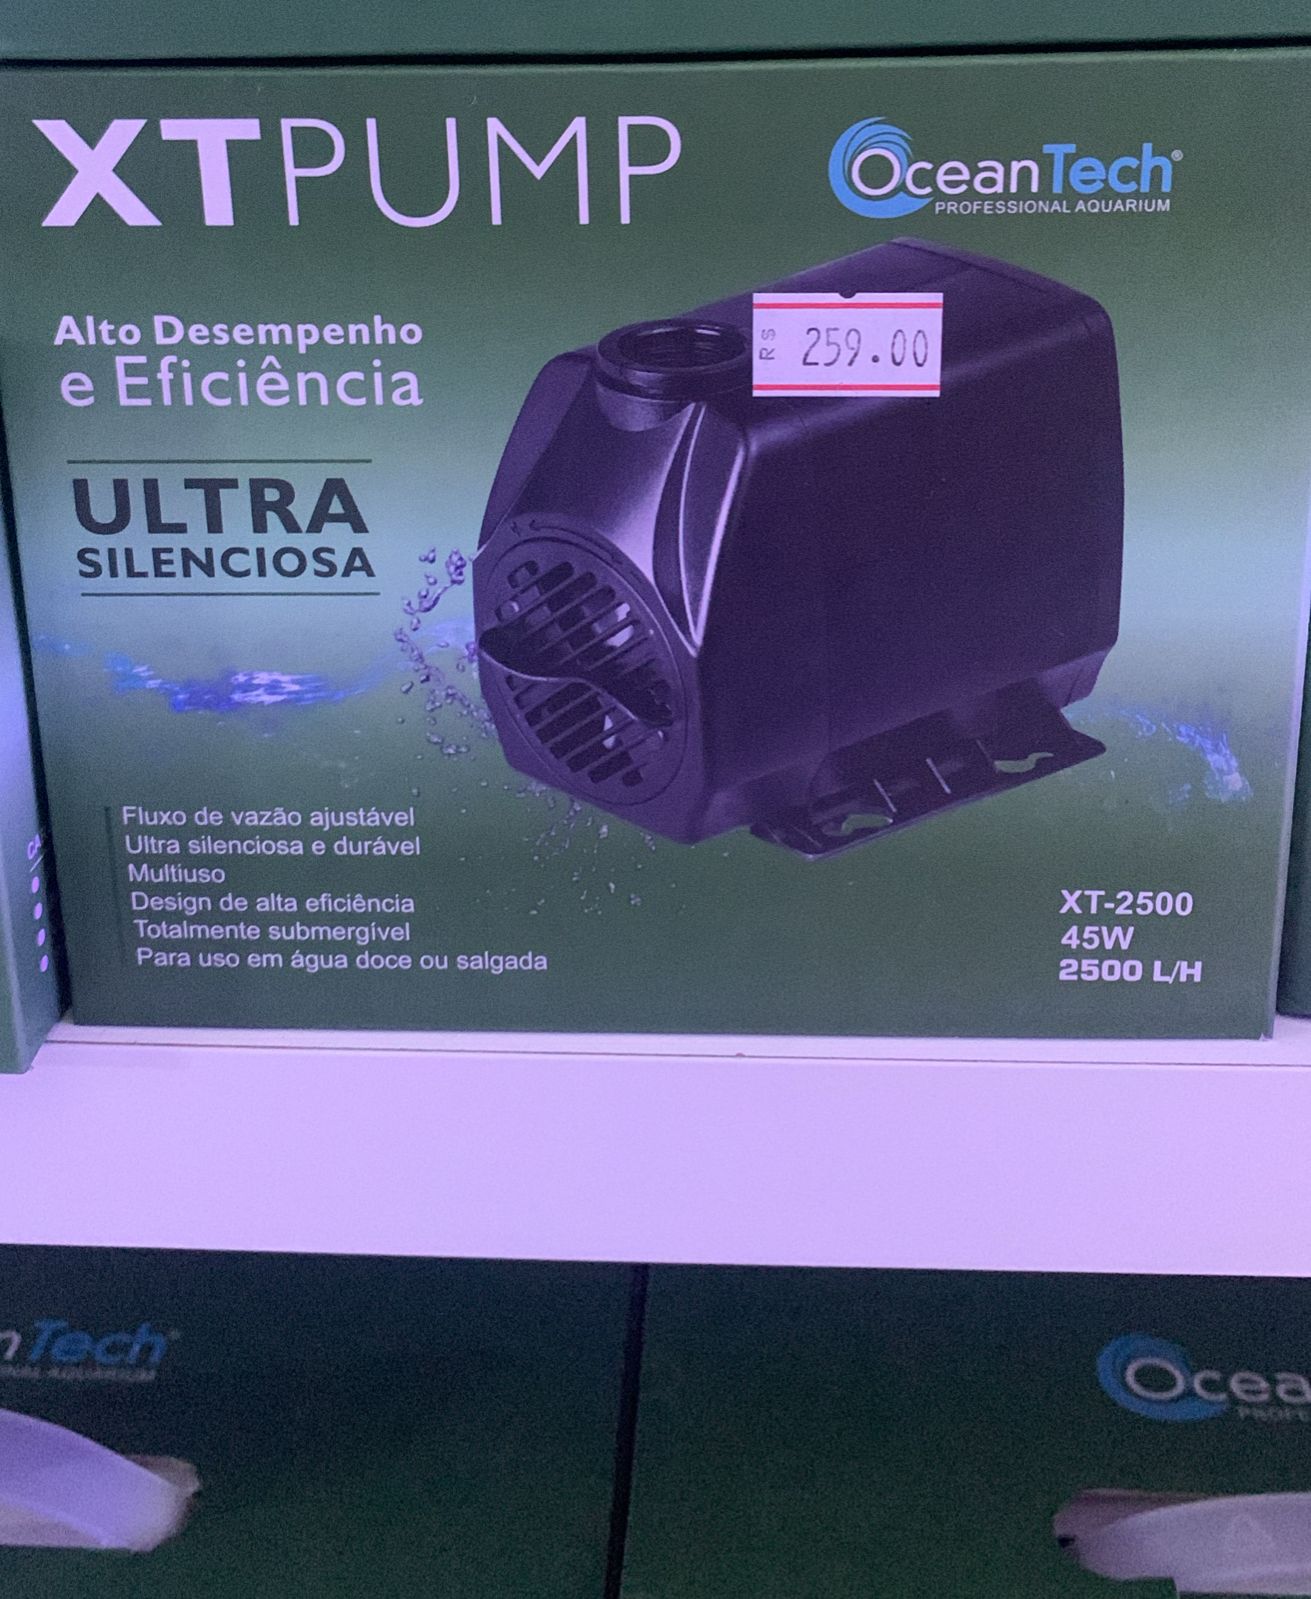 XTPUMP
OceanTech®
PROFESSIONAL AQUARIUM
R$ 259.00
Alto Desempenho
e Eficiência
ULTRA
SILENCIOSA
Fluxo de vazão ajustável
Ultra silenciosa e durável
Multiuso
Design de alta eficiência
Totalmente submergível
Para uso em água doce ou salgada
XT-2500
45W
2500 L/H
Tech
AQUARIUM
Ocea